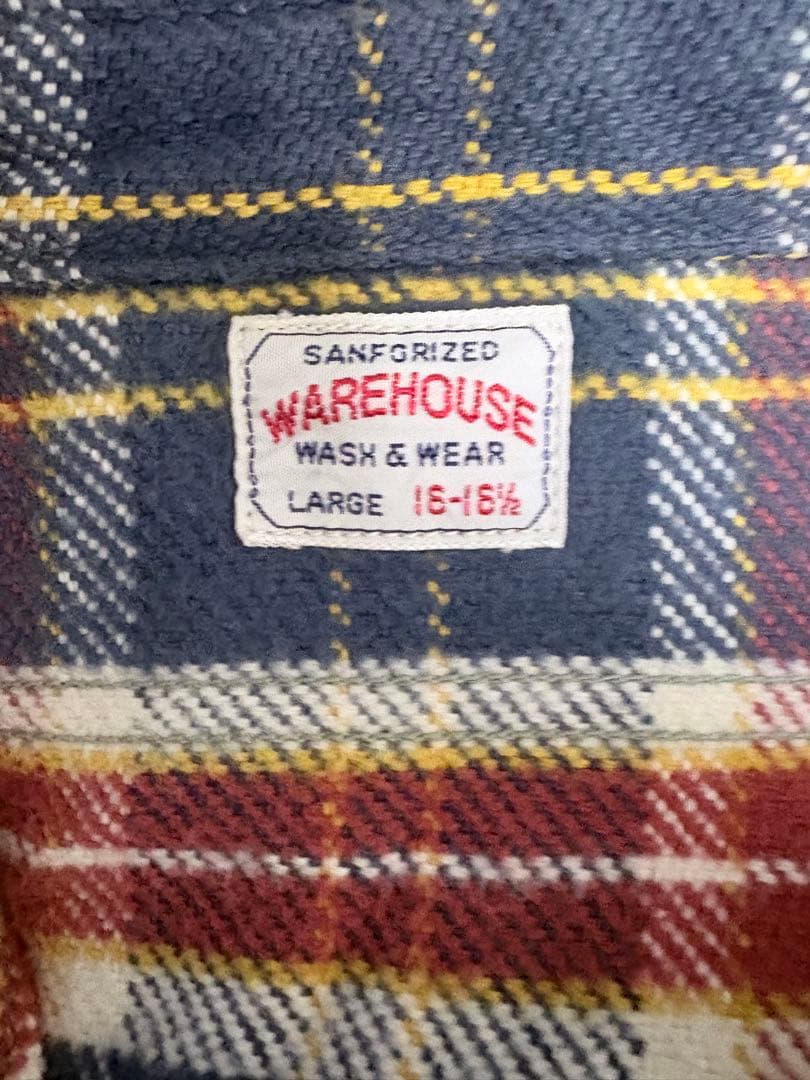 SANFORIZED
WAREHOUSE
WASH & WEAR
LARGE 16-16½